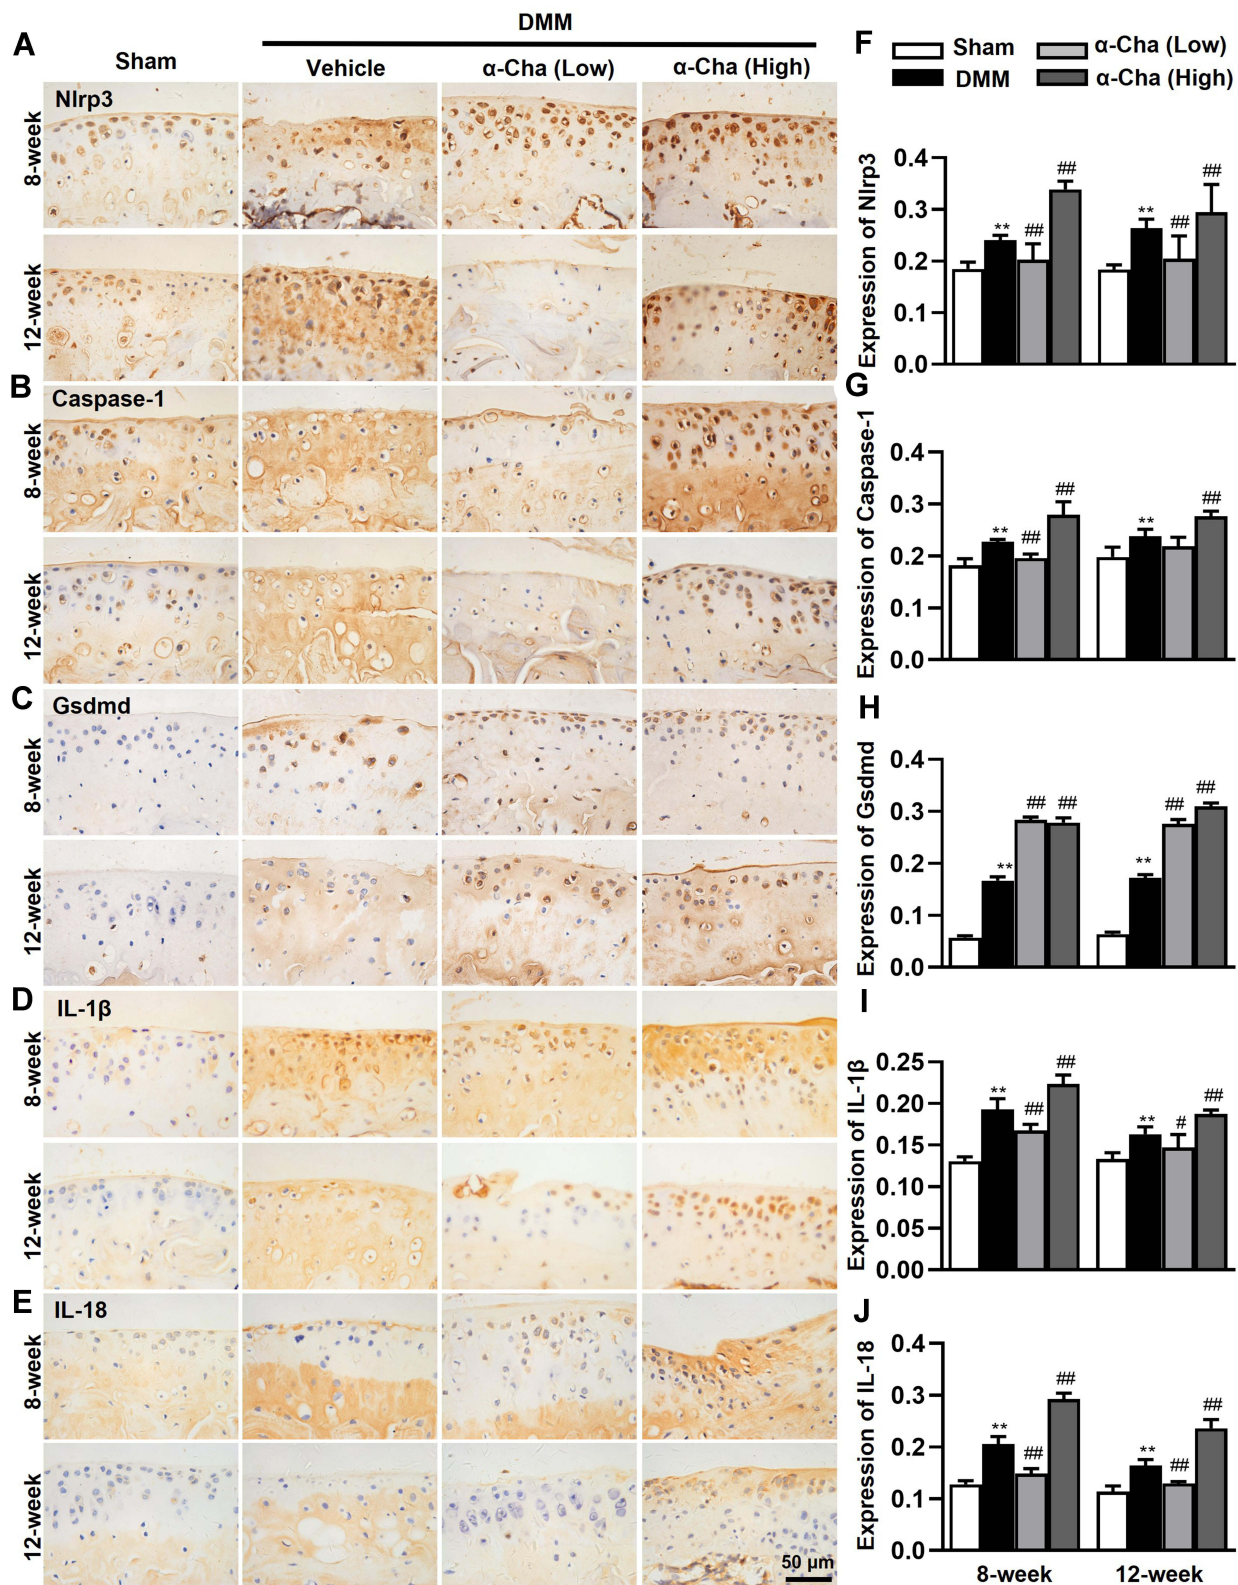 DMM
A
Sham
Vehicle
α-Cha (Low)
α-Cha (High)
Nlrp3
8-week
12-week
B
Caspase-1
8-week
12-week
C
Gsdmd
8-week
12-week
D
IL-1β
8-week
12-week
E
IL-18
8-week
12-week
50 μm
F
Sham
α-Cha (Low)
DMM
α-Cha (High)
Expression of Nlrp3
0.4
0.3
0.2
0.1
0.0
**
##
##
**
##
##
G
Expression of Caspase-1
0.4
0.3
0.2
0.1
0.0
**
##
##
**
##
H
Expression of Gsdmd
0.4
0.3
0.2
0.1
0.0
**
##
##
**
##
##
I
Expression of IL-1β
0.25
0.20
0.15
0.10
0.05
0.00
**
##
##
**
#
##
J
Expression of IL-18
0.4
0.3
0.2
0.1
0.0
**
##
##
**
##
##
8-week
12-week